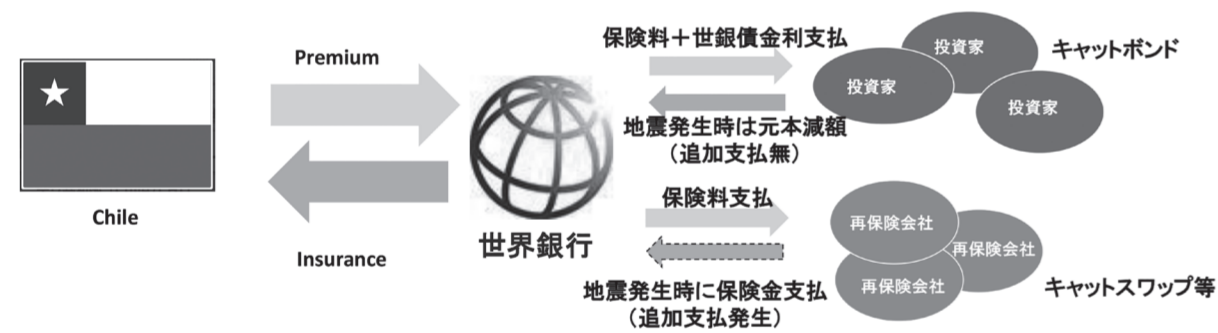 Premium
Insurance
Chile
世界銀行
保険料＋世銀債金利支払
地震発生時は元本減額
（追加支払無）
投資家
投資家
投資家
キャットボンド
保険料支払
地震発生時に保険金支払
（追加支払発生）
再保険会社
再保険会社
再保険会社
キャットスワップ等